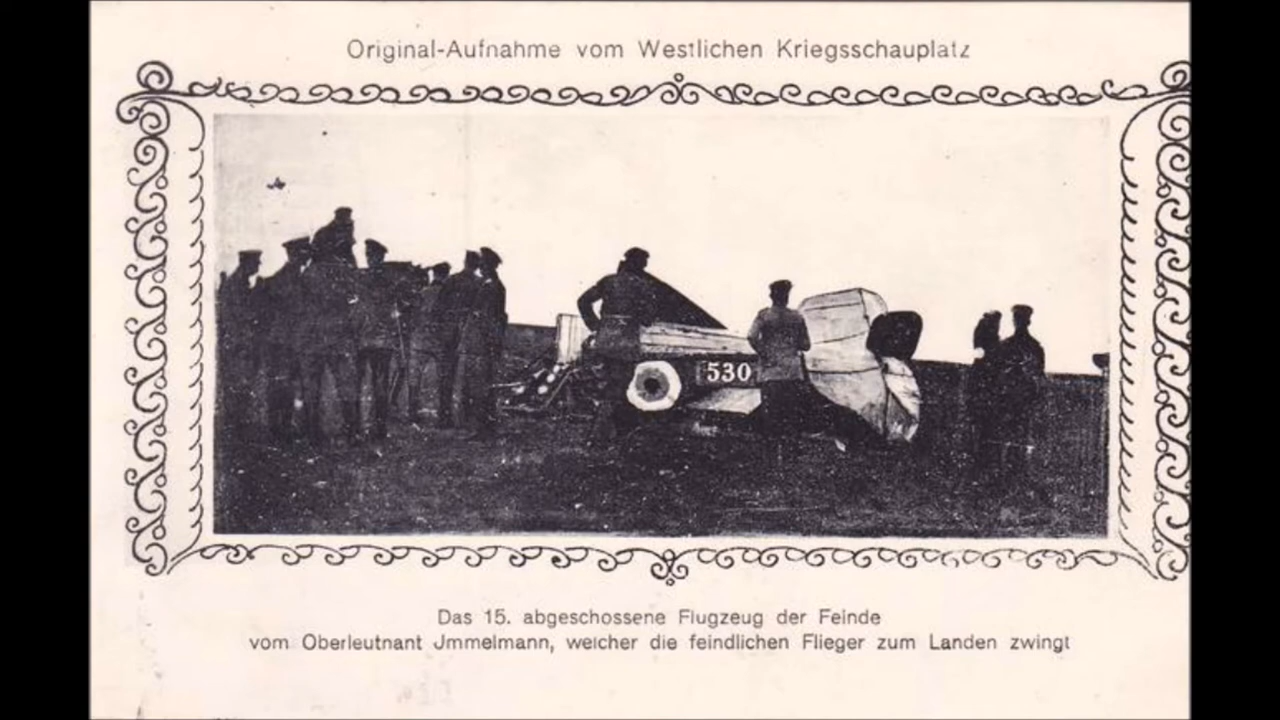 Original-Aufnahme vom Westlichen Kriegsschauplatz
530
Das 15. abgeschossene Flugzeug der Feinde
vom Oberleutnant Jmmelmann, welcher die feindlichen Flieger zum Landen zwingt